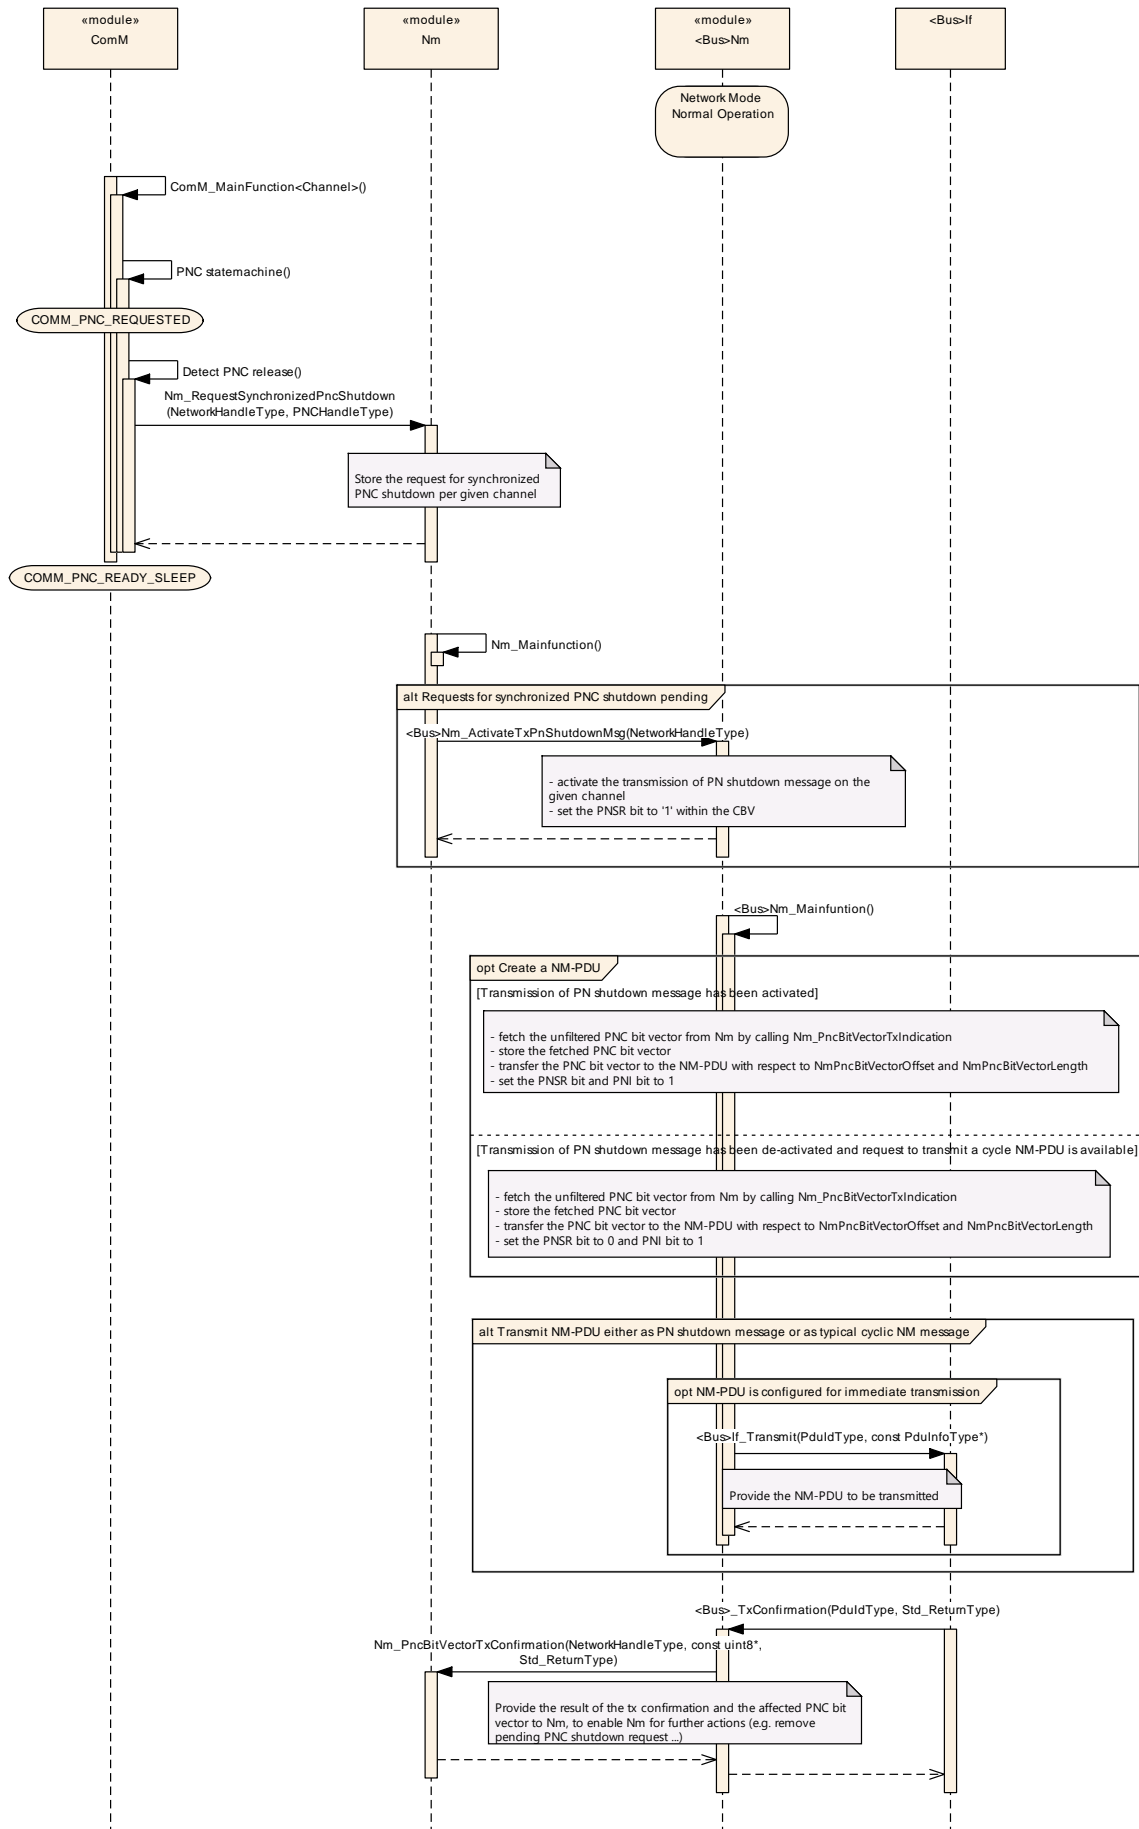 «module»
ComM
«module»
Nm
«module»
<Bus>Nm
<Bus>If
Network Mode
Normal Operation
ComM_MainFunction<Channel>()
PNC statemachine()
COMM_PNC_REQUESTED
Detect PNC release()
Nm_RequestSynchronizedPncShutdown
(NetworkHandleType, PNCHandleType)
Store the request for synchronized
PNC shutdown per given channel
COMM_PNC_READY_SLEEP
Nm_Mainfunction()
alt Requests for synchronized PNC shutdown pending
<Bus>Nm_ActivateTxPnShutdownMsg(NetworkHandleType)
- activate the transmission of PN shutdown message on the
given channel
- set the PNSR bit to '1' within the CBV
<Bus>Nm_Mainfuntion()
opt Create a NM-PDU
[Transmission of PN shutdown message has been activated]
- fetch the unfiltered PNC bit vector from Nm by calling Nm_PncBitVectorTxIndication
- store the fetched PNC bit vector
- transfer the PNC bit vector to the NM-PDU with respect to NmPncBitVectorOffset and NmPncBitVectorLength
- set the PNSR bit and PNI bit to 1
[Transmission of PN shutdown message has been de-activated and request to transmit a cycle NM-PDU is available]
- fetch the unfiltered PNC bit vector from Nm by calling Nm_PncBitVectorTxIndication
- store the fetched PNC bit vector
- transfer the PNC bit vector to the NM-PDU with respect to NmPncBitVectorOffset and NmPncBitVectorLength
- set the PNSR bit to 0 and PNI bit to 1
alt Transmit NM-PDU either as PN shutdown message or as typical cyclic NM message
opt NM-PDU is configured for immediate transmission
<Bus>If_Transmit(PduIdType, const PduInfoType*)
Provide the NM-PDU to be transmitted
<Bus>_TxConfirmation(PduIdType, Std_ReturnType)
Nm_PncBitVectorTxConfirmation(NetworkHandleType, const uint8*,
Std_ReturnType)
Provide the result of the tx confirmation and the affected PNC bit
vector to Nm, to enable Nm for further actions (e.g. remove
pending PNC shutdown request ...)